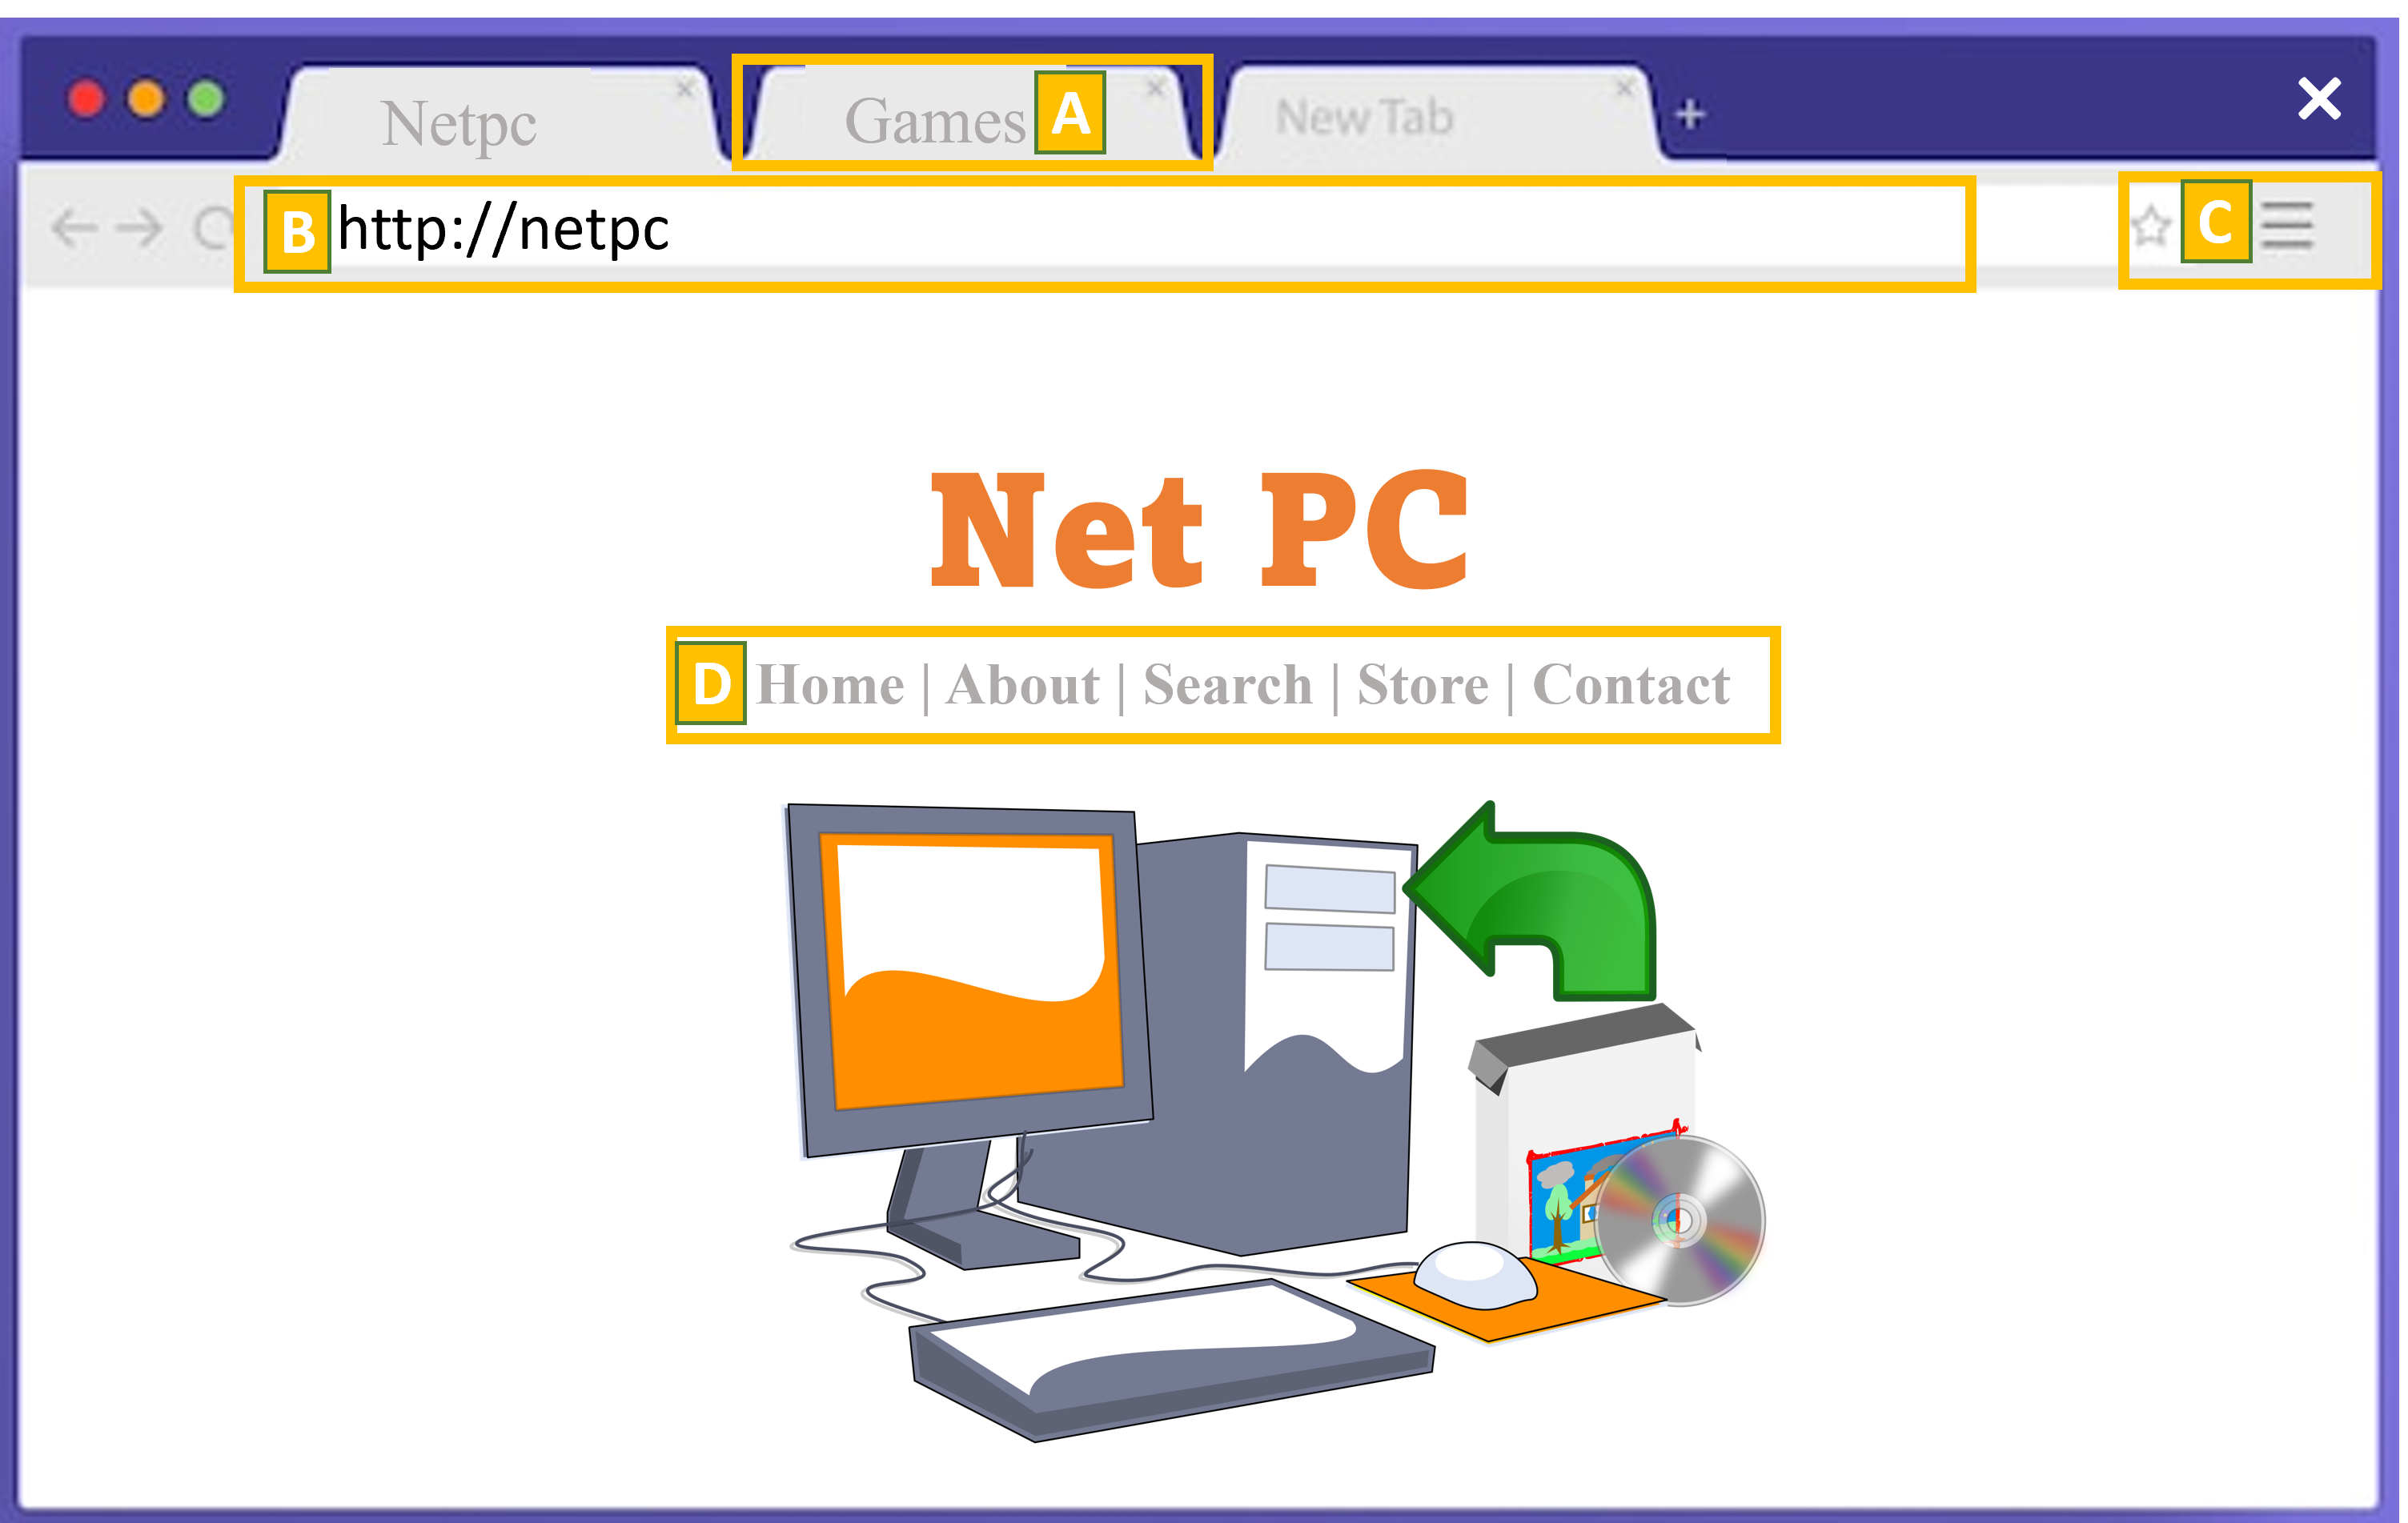 Netpc Games A New Tab +
B http://netpc C
Net PC
D Home | About | Search | Store | Contact